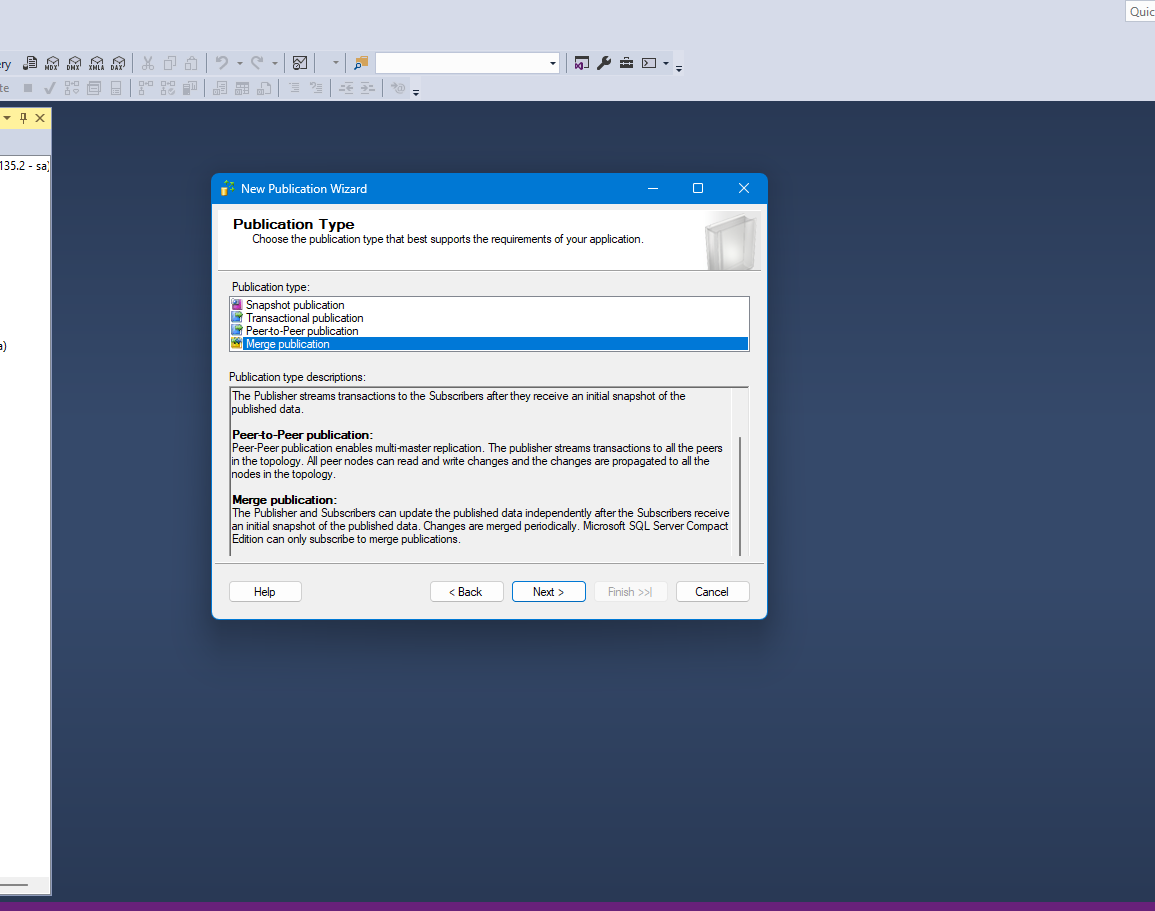 Quic
ery
MDX
DMX
XMLA
DAX
te
135.2 - sa)
a)
New Publication Wizard
Publication Type
Choose the publication type that best supports the requirements of your application.
Publication type:
Snapshot publication
Transactional publication
Peer-to-Peer publication
Merge publication
Publication type descriptions:
The Publisher streams transactions to the Subscribers after they receive an initial snapshot of the
published data.
Peer-to-Peer publication:
Peer-Peer publication enables multi-master replication. The publisher streams transactions to all the peers
in the topology. All peer nodes can read and write changes and the changes are propagated to all the
nodes in the topology.
Merge publication:
The Publisher and Subscribers can update the published data independently after the Subscribers receive
an initial snapshot of the published data. Changes are merged periodically. Microsoft SQL Server Compact
Edition can only subscribe to merge publications.
Help
< Back
Next >
Finish >>|
Cancel